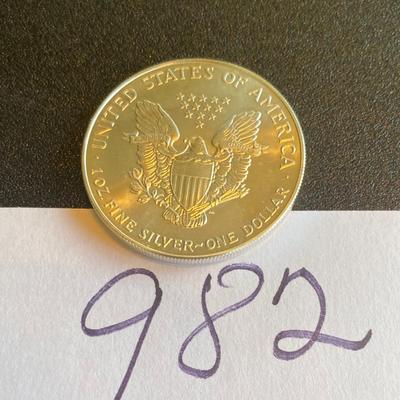 UNITED STATES OF AMERICA
1 OZ. FINE SILVER~ONE DOLLAR
982